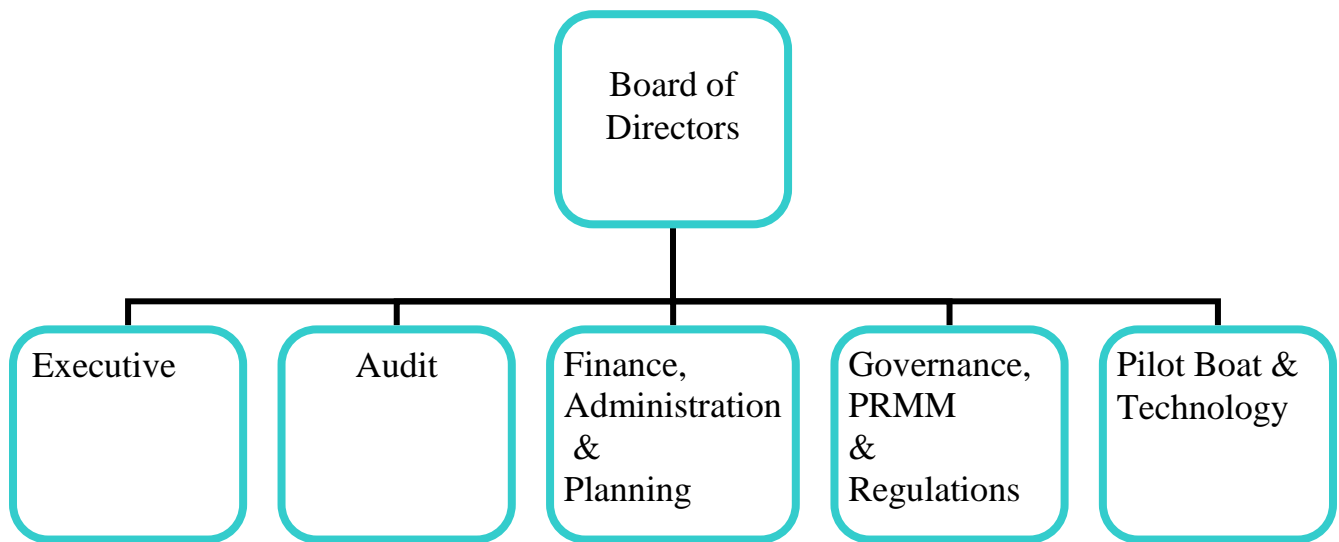 Board of
Directors
Executive
Audit
Finance,
Administration
&
Planning
Governance,
PRMM
&
Regulations
Pilot Boat &
Technology